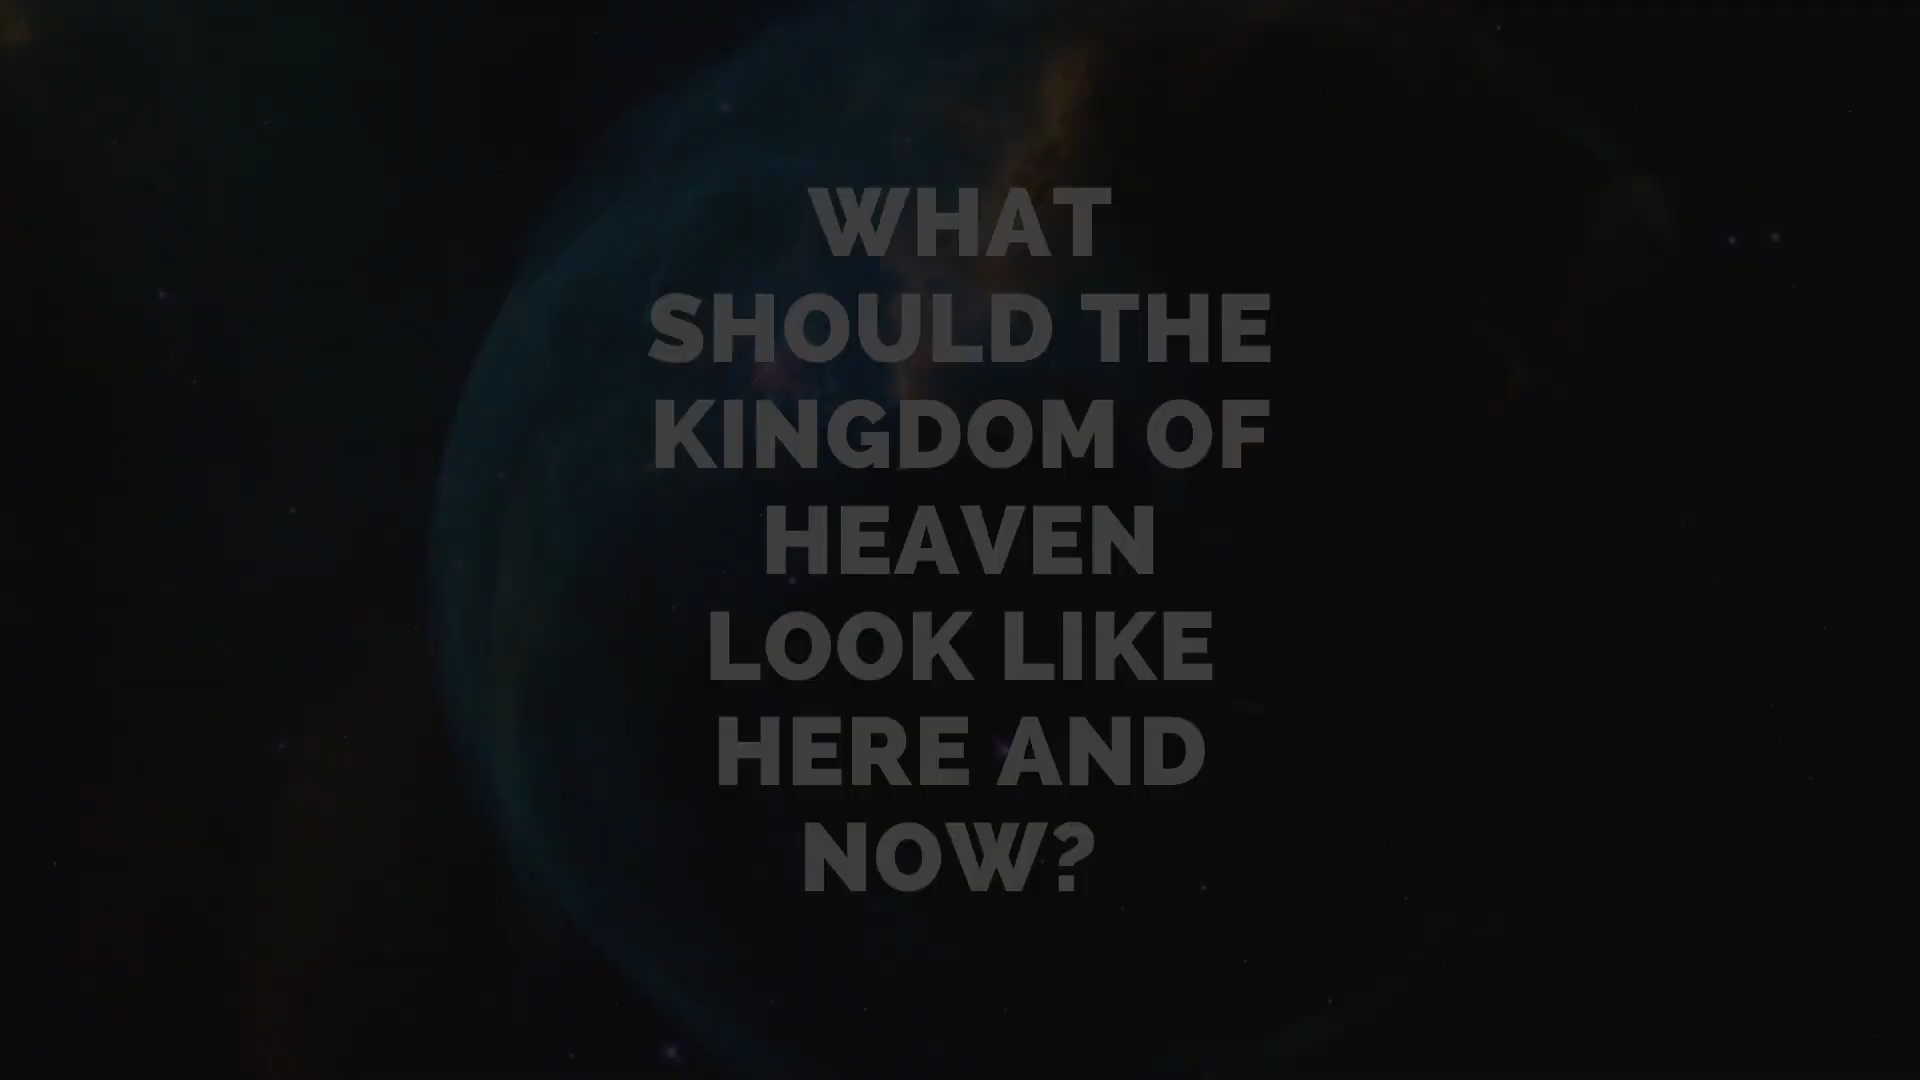 WHAT
SHOULD THE
KINGDOM OF
HEAVEN
LOOK LIKE
HERE AND
NOW?